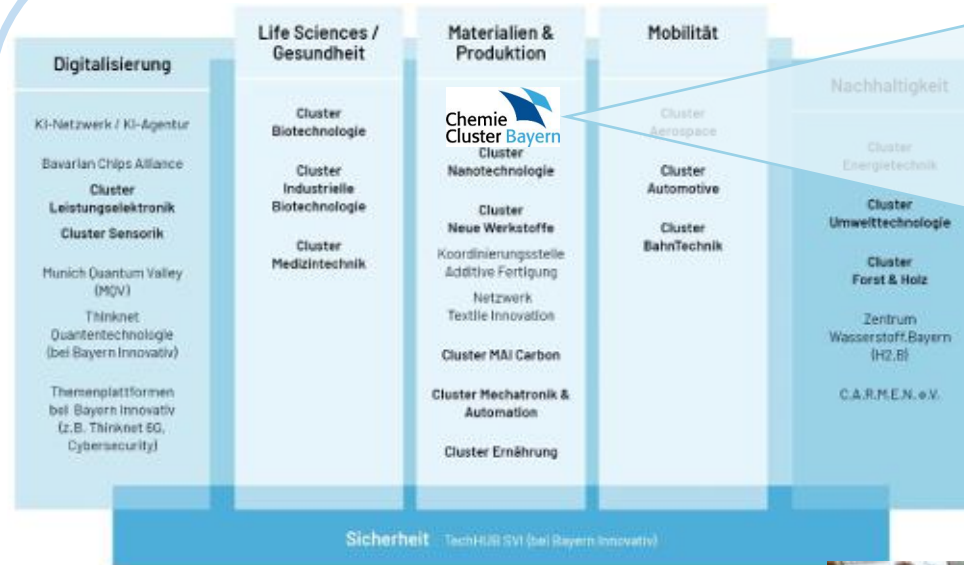 Digitalisierung
KI-Netzwerk / KI-Agentur
Bavarian Chips Alliance
Cluster
Leistungselektronik
Cluster Sensorik
Munich Quantum Valley
(MQV)
Thinknet
Quantentechnologie
(bei Bayern Innovativ)
Themenplattformen
bei Bayern Innovativ
(z.B. Thinknet 6G,
Cybersecurity)
Life Sciences /
Gesundheit
Cluster
Biotechnologie
Cluster
Industrielle
Biotechnologie
Cluster
Medizintechnik
Materialien &
Produktion
Chemie
Cluster Bayern
Cluster
Nanotechnologie
Cluster
Neue Werkstoffe
Koordinierungsstelle
Additive Fertigung
Netzwerk
Textile Innovation
Cluster MAI Carbon
Cluster Mechatronik &
Automation
Cluster Ernährung
Mobilität
Cluster
Aerospace
Cluster
Automotive
Cluster
BahnTechnik
Nachhaltigkeit
Cluster
Energietechnik
Cluster
Umwelttechnologie
Cluster
Forst & Holz
Zentrum
Wasserstoff.Bayern
(H2.B)
C.A.R.M.E.N. e.V.
Sicherheit TechHUB SVI (bei Bayern Innovativ)